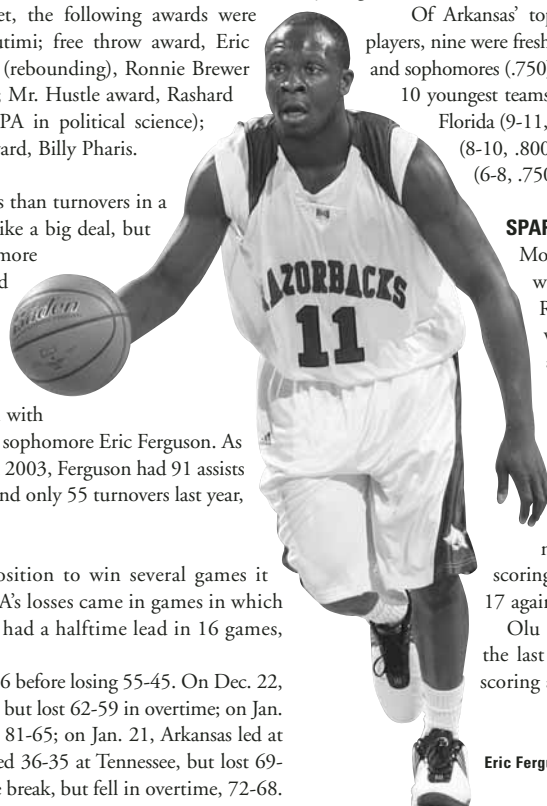 et, the following awards were
utimi; free throw award, Eric
(rebounding), Ronnie Brewer
Mr. Hustle award, Rashard
PA in political science);
ard, Billy Pharis.
s than turnovers in a
ike a big deal, but
more
d
with
sophomore Eric Ferguson. As
2003, Ferguson had 91 assists
nd only 55 turnovers last year,
osition to win several games it
A’s losses came in games in which
had a halftime lead in 16 games,
6 before losing 55-45. On Dec. 22,
but lost 62-59 in overtime; on Jan.
81-65; on Jan. 21, Arkansas led at
ed 36-35 at Tennessee, but lost 69-
e break, but fell in overtime, 72-68.
Baden
RAZORBACKS
11
Of Arkansas’ top
players, nine were fresh
and sophomores (.750
10 youngest teams
Florida (9-11,
(8-10, .800
(6-8, .750
SPAR
Mo
w
R
scoring
17 again
Olu
the last
scoring
Eric Fergu